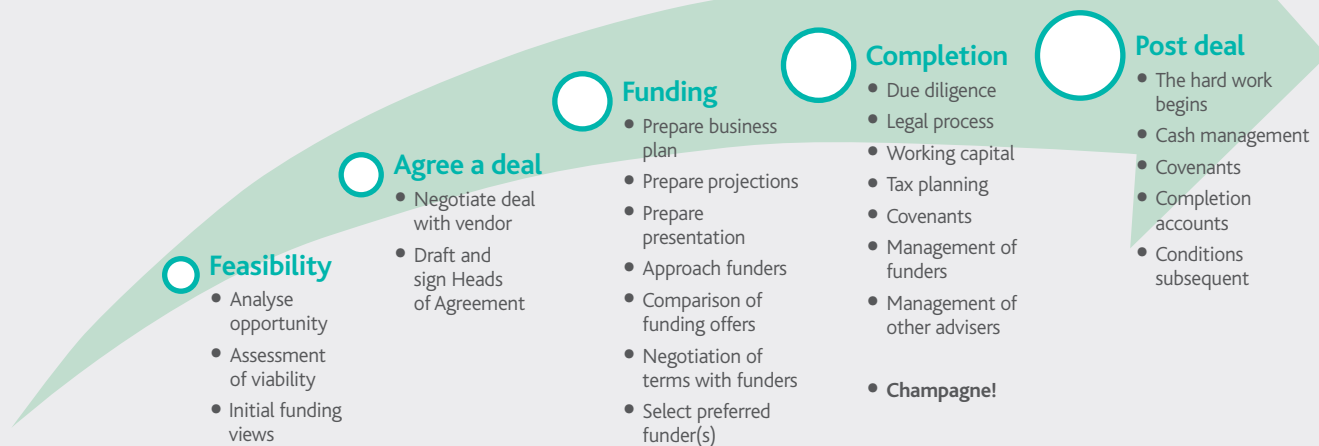 Feasibility
• Analyse
opportunity
• Assessment
of viability
• Initial funding
views
Agree a deal
• Negotiate deal
with vendor
• Draft and
sign Heads
of Agreement
Funding
• Prepare business
plan
• Prepare projections
• Prepare
presentation
• Approach funders
• Comparison of
funding offers
• Negotiation of
terms with funders
• Select preferred
funder(s)
Completion
• Due diligence
• Legal process
• Working capital
• Tax planning
• Covenants
• Management of
funders
• Management of
other advisers
• Champagne!
Post deal
• The hard work
begins
• Cash management
• Covenants
• Completion
accounts
• Conditions
subsequent